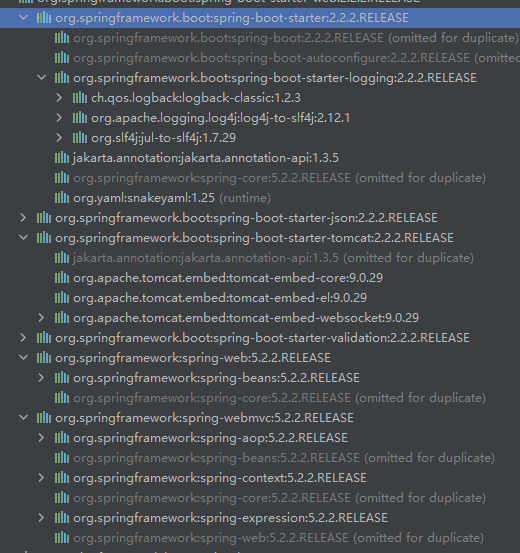 org.springframework.boot:spring-boot-starter-web:2.2.2.RELEASE
org.springframework.boot:spring-boot-starter:2.2.2.RELEASE
org.springframework.boot:spring-boot:2.2.2.RELEASE (omitted for duplicate)
org.springframework.boot:spring-boot-autoconfigure:2.2.2.RELEASE (omitted
org.springframework.boot:spring-boot-starter-logging:2.2.2.RELEASE
ch.qos.logback:logback-classic:1.2.3
org.apache.logging.log4j:log4j-to-slf4j:2.12.1
org.slf4j:jul-to-slf4j:1.7.29
jakarta.annotation:jakarta.annotation-api:1.3.5
org.springframework:spring-core:5.2.2.RELEASE (omitted for duplicate)
org.yaml:snakeyaml:1.25 (runtime)
org.springframework.boot:spring-boot-starter-json:2.2.2.RELEASE
org.springframework.boot:spring-boot-starter-tomcat:2.2.2.RELEASE
jakarta.annotation:jakarta.annotation-api:1.3.5 (omitted for duplicate)
org.apache.tomcat.embed:tomcat-embed-core:9.0.29
org.apache.tomcat.embed:tomcat-embed-el:9.0.29
org.apache.tomcat.embed:tomcat-embed-websocket:9.0.29
org.springframework.boot:spring-boot-starter-validation:2.2.2.RELEASE
org.springframework:spring-web:5.2.2.RELEASE
org.springframework:spring-beans:5.2.2.RELEASE
org.springframework:spring-core:5.2.2.RELEASE (omitted for duplicate)
org.springframework:spring-webmvc:5.2.2.RELEASE
org.springframework:spring-aop:5.2.2.RELEASE
org.springframework:spring-beans:5.2.2.RELEASE (omitted for duplicate)
org.springframework:spring-context:5.2.2.RELEASE
org.springframework:spring-core:5.2.2.RELEASE (omitted for duplicate)
org.springframework:spring-expression:5.2.2.RELEASE
org.springframework:spring-web:5.2.2.RELEASE (omitted for duplicate)